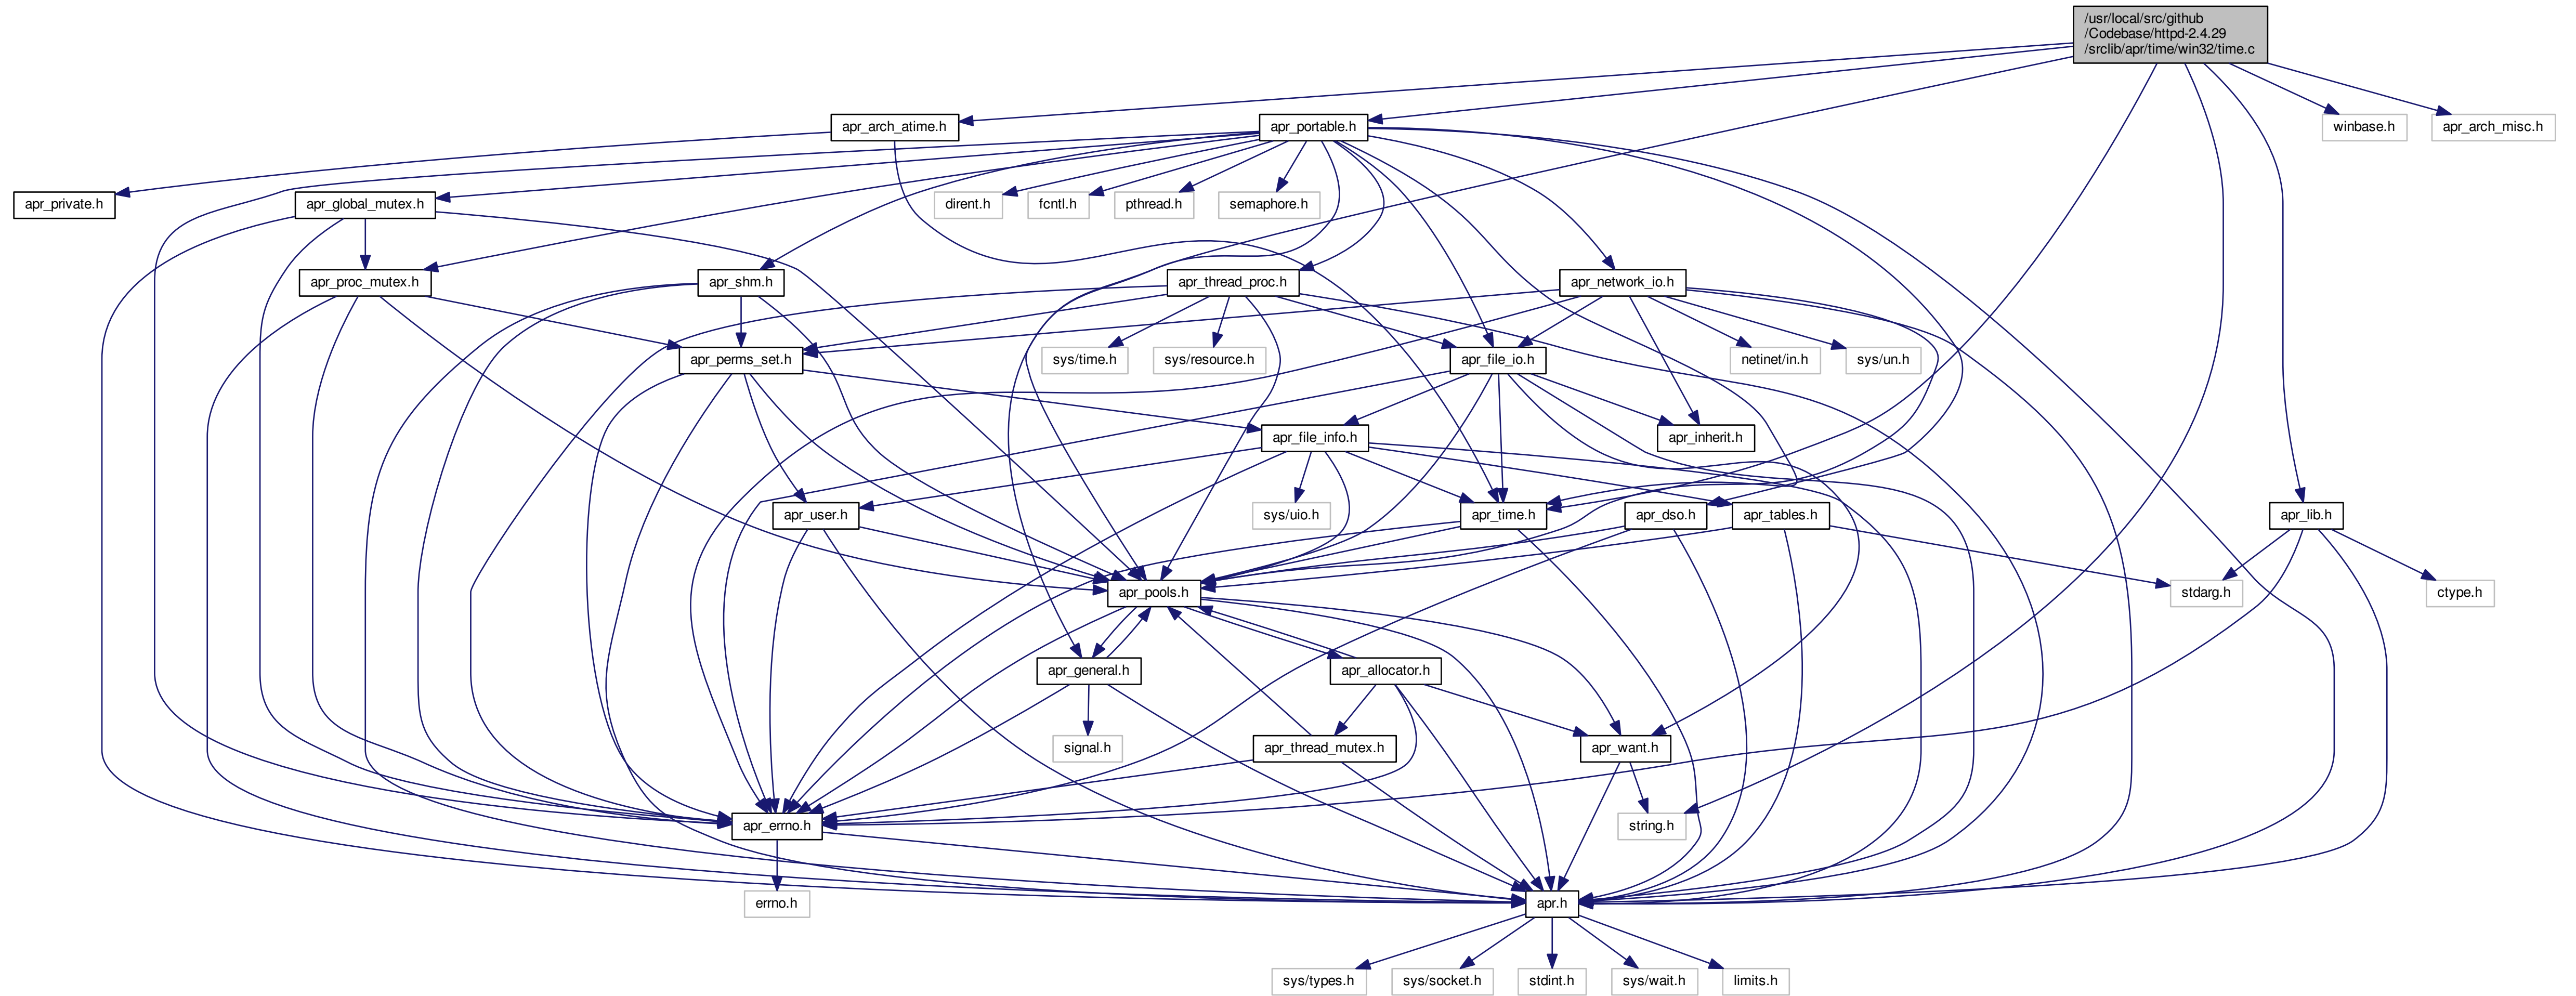 /usr/local/src/github
/Codebase/httpd-2.4.29
/srclib/apr/time/win32/time.c
apr_arch_atime.h
apr_portable.h
winbase.h
apr_arch_misc.h
apr_private.h
apr_global_mutex.h
dirent.h
fcntl.h
pthread.h
semaphore.h
apr_proc_mutex.h
apr_shm.h
apr_thread_proc.h
apr_network_io.h
apr_perms_set.h
sys/time.h
sys/resource.h
apr_file_io.h
netinet/in.h
sys/un.h
apr_file_info.h
apr_inherit.h
apr_user.h
sys/uio.h
apr_time.h
apr_dso.h
apr_tables.h
apr_lib.h
apr_pools.h
stdarg.h
ctype.h
apr_general.h
apr_allocator.h
signal.h
apr_thread_mutex.h
apr_want.h
apr_errno.h
string.h
errno.h
apr.h
sys/types.h
sys/socket.h
stdint.h
sys/wait.h
limits.h